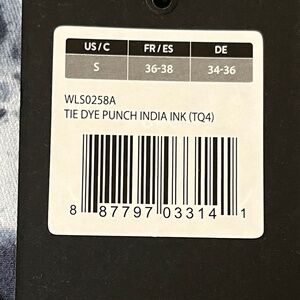 US / C FR / ES DE
S 36-38 34-36
WLS0258A
TIE DYE PUNCH INDIA INK (TQ4)
8 87797 03314 1